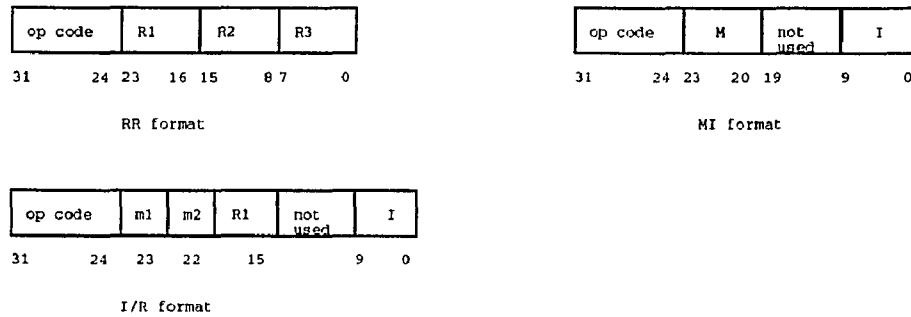 op code R1 R2 R3
31 24 23 16 15 8 7 0
RR format
op code M not used I
31 24 23 20 19 9 0
MI format
op code m1 m2 R1 not used I
31 24 23 22 15 9 0
I/R format